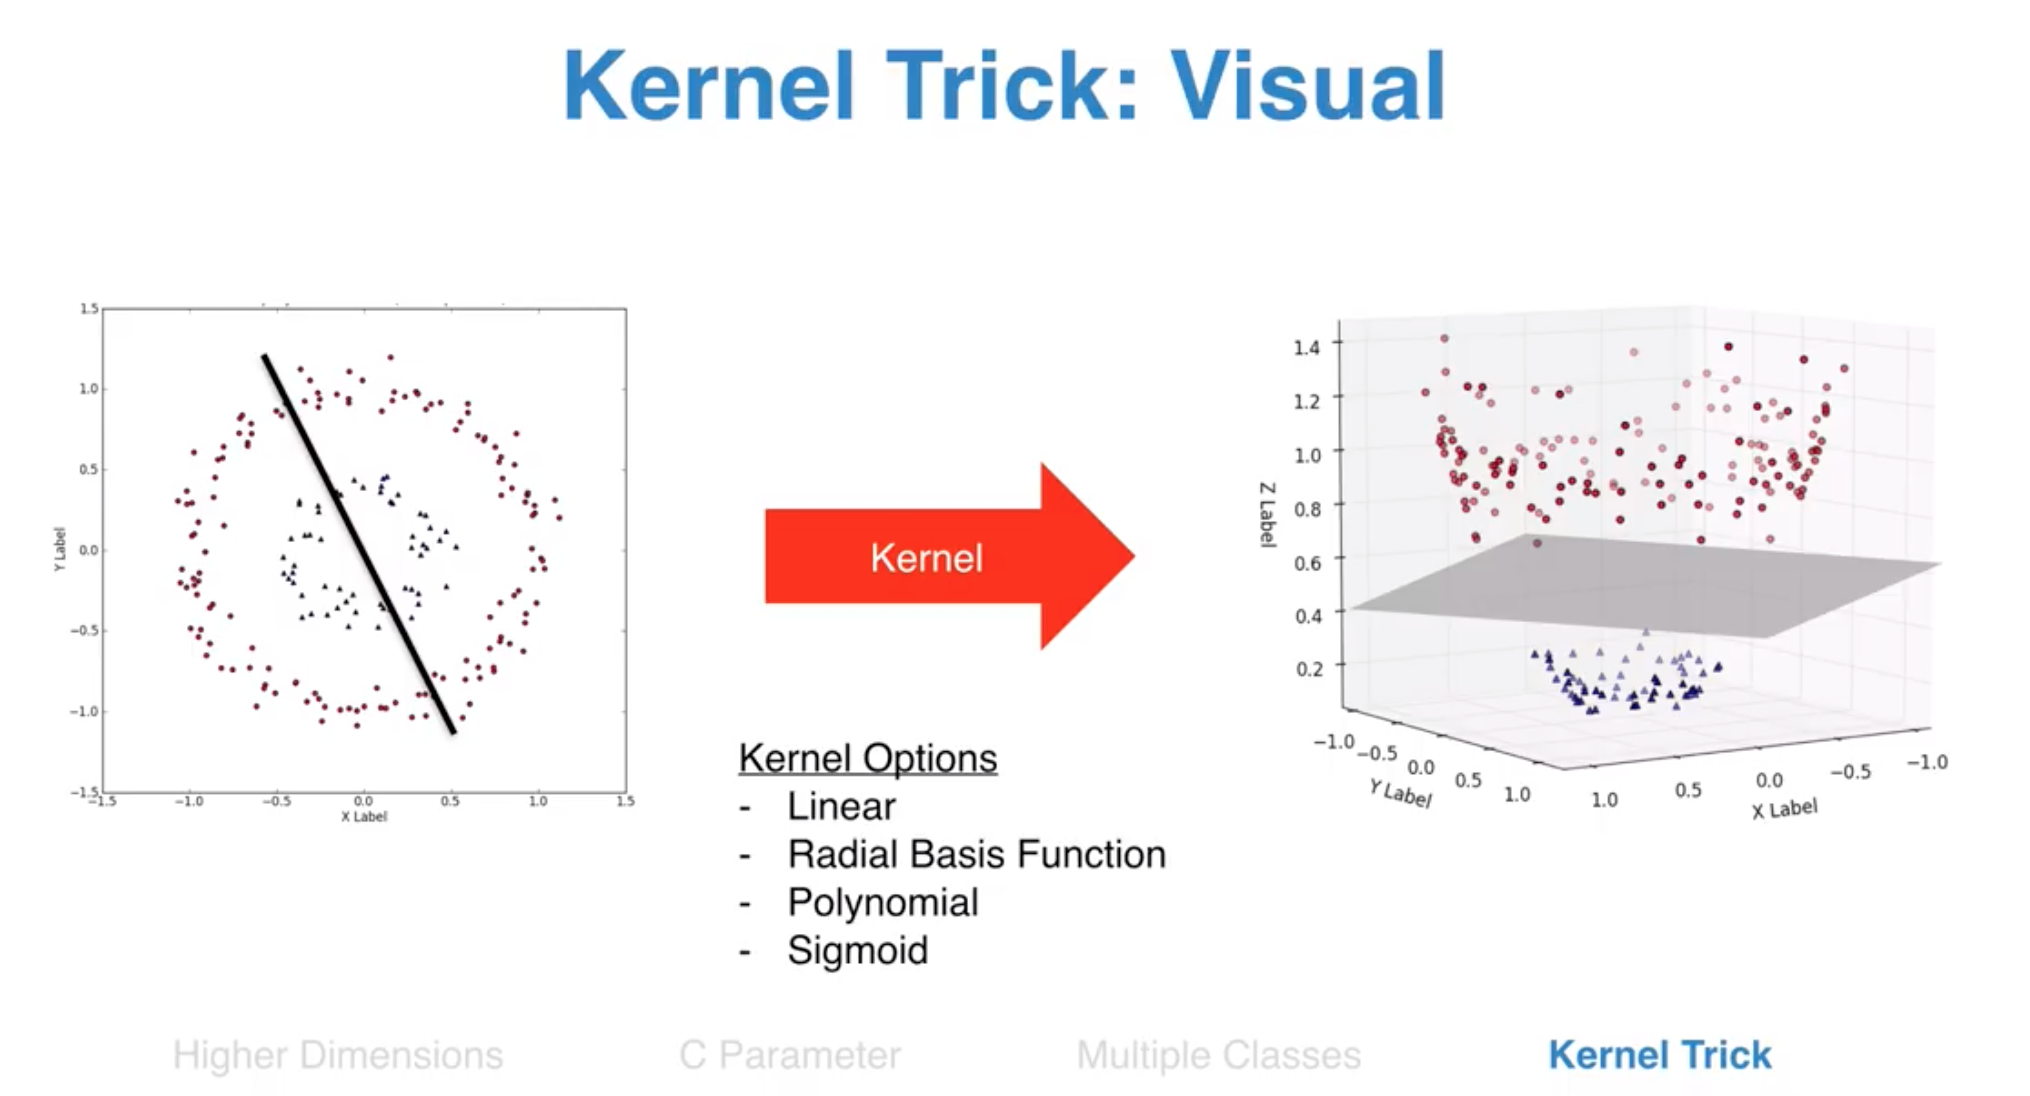 Kernel Trick: Visual
1.5
1.0
0.5
0.0
−0.5
−1.0
−1.5
Y Label
−1.5 −1.0 −0.5 0.0 0.5 1.0 1.5
X Label
Kernel
Kernel Options
- Linear
- Radial Basis Function
- Polynomial
- Sigmoid
1.4
1.2
1.0
0.8
0.6
0.4
0.2
Z Label
−1.0 −0.5 0.0 0.5 1.0
Y Label
1.0 0.5 0.0 −0.5 −1.0
X Label
Higher Dimensions C Parameter Multiple Classes Kernel Trick